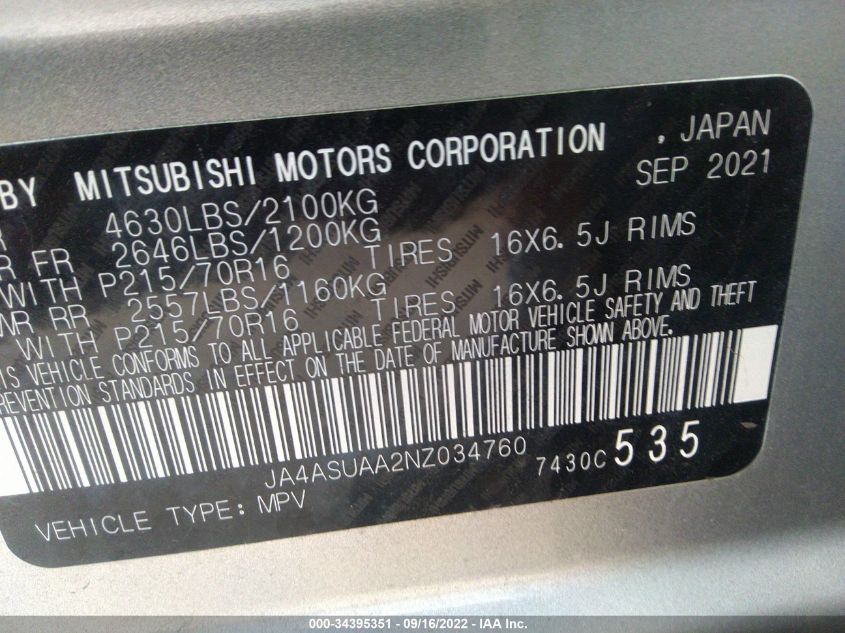 BY MITSUBISHI MOTORS CORPORATION , JAPAN
SEP 2021
4630LBS/2100KG
FR 2646LBS/1200KG
WITH P215/70R16 TIRES 16X6.5J RIMS
RR 2557LBS/1160KG
WITH P215/70R16 TIRES 16X6.5J RIMS
VEHICLE CONFORMS TO ALL APPLICABLE FEDERAL MOTOR VEHICLE SAFETY AND THEFT
STANDARDS IN EFFECT ON THE DATE OF MANUFACTURE SHOWN ABOVE.
JA4ASUAA2NZ034760 7430C 535
VEHICLE TYPE: MPV
000-34395351 - 09/16/2022 - IAA Inc.